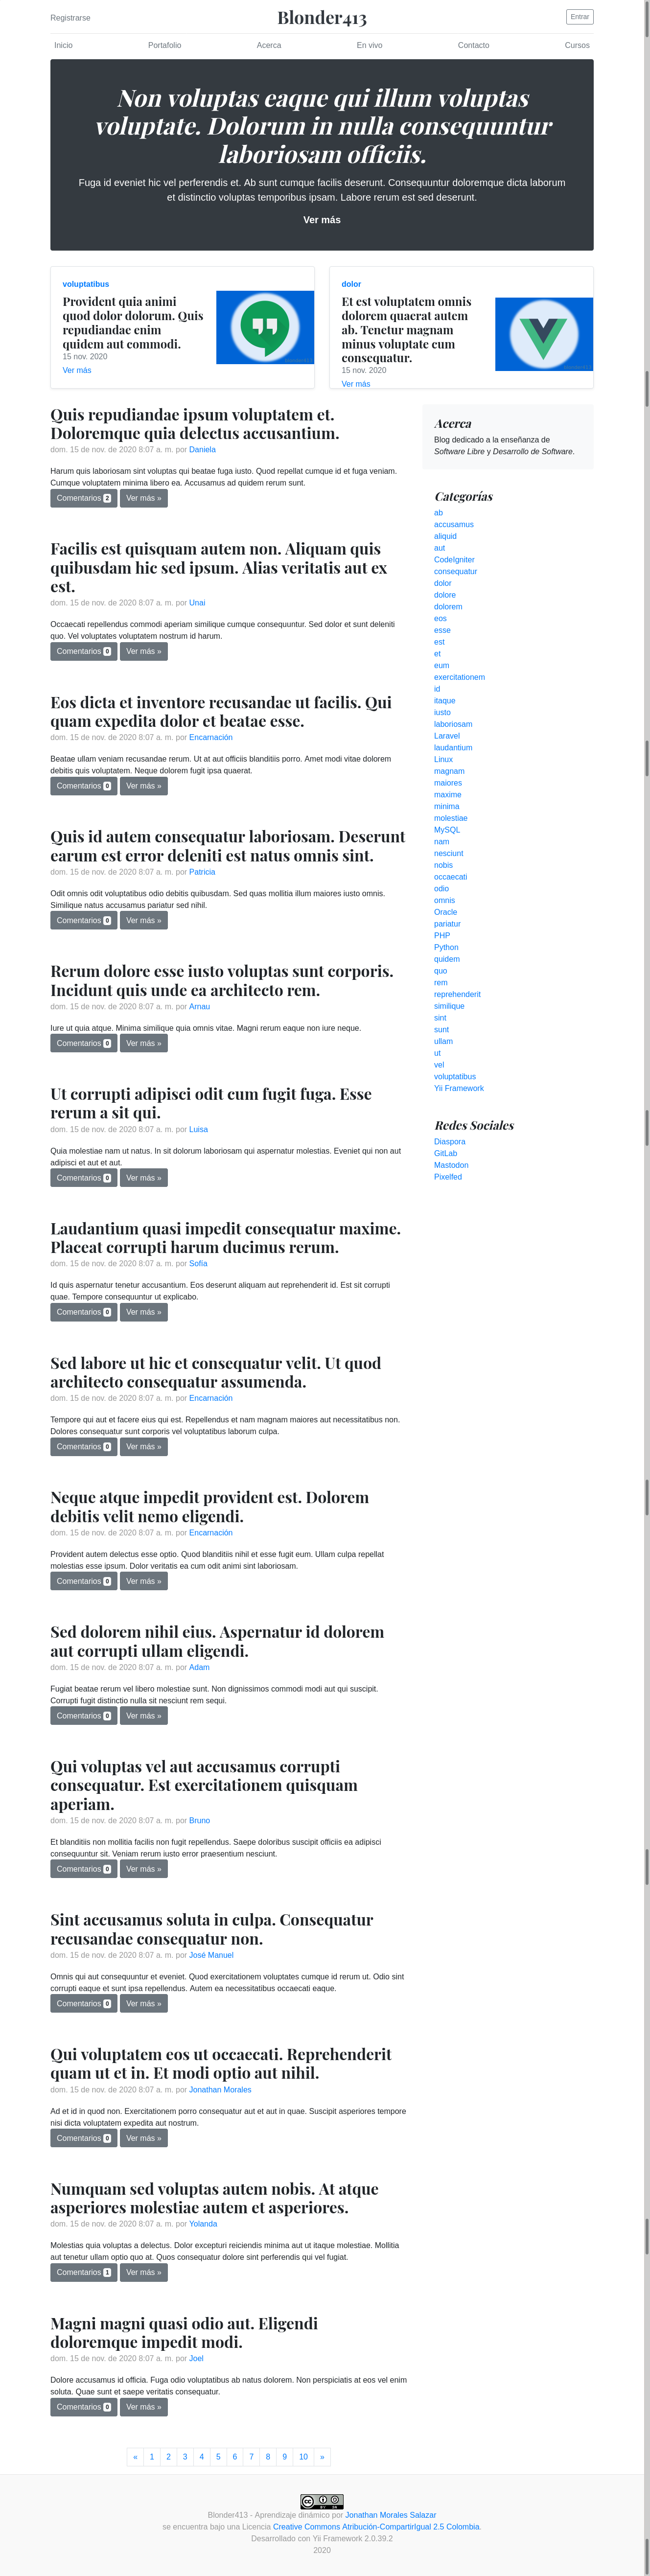 Registrarse
Blonder413
Entrar
Inicio
Portafolio
Acerca
En vivo
Contacto
Cursos
Non voluptas eaque qui illum voluptas
voluptate. Dolorum in nulla consequuntur
laboriosam officiis.
Fuga id eveniet hic vel perferendis et. Ab sunt cumque facilis deserunt. Consequuntur doloremque dicta laborum
et distinctio voluptas temporibus ipsam. Labore rerum est sed deserunt.
Ver más
voluptatibus
Provident quia animi
quod dolor dolorum. Quis
repudiandae enim
quidem aut commodi.
15 nov. 2020
Ver más
dolor
Et est voluptatem omnis
dolorem quaerat autem
ab. Tenetur magnam
minus voluptate eum
consequatur.
15 nov. 2020
Ver más
Quis repudiandae ipsum voluptatem et.
Doloremque quia delectus accusantium.
dom. 15 de nov. de 2020 8:07 a. m. por Daniela
Harum quis laboriosam sint voluptas qui beatae fuga iusto. Quod repellat cumque id et fuga veniam.
Cumque voluptatem minima libero ea. Accusamus ad quidem rerum sunt.
Comentarios 2 Ver más »
Facilis est quisquam autem non. Aliquam quis
quibusdam hic sed ipsum. Alias veritatis aut ex
est.
dom. 15 de nov. de 2020 8:07 a. m. por Unai
Occaecati repellendus commodi aperiam similique cumque consequuntur. Sed dolor et sunt deleniti
quo. Vel voluptates voluptatem nostrum id harum.
Comentarios 0 Ver más »
Eos dicta et inventore recusandae ut facilis. Qui
quam expedita dolor et beatae esse.
dom. 15 de nov. de 2020 8:07 a. m. por Encarnación
Beatae ullam veniam recusandae rerum. Ut at aut officiis blanditiis porro. Amet modi vitae dolorem
debitis quis voluptatem. Neque dolorem fugit ipsa quaerat.
Comentarios 0 Ver más »
Quis id autem consequatur laboriosam. Deserunt
earum est error deleniti est natus omnis sint.
dom. 15 de nov. de 2020 8:07 a. m. por Patricia
Odit omnis odit voluptatibus odio debitis quibusdam. Sed quas mollitia illum maiores iusto omnis.
Similique natus accusamus pariatur sed nihil.
Comentarios 0 Ver más »
Rerum dolore esse iusto voluptas sunt corporis.
Incidunt quis unde ea architecto rem.
dom. 15 de nov. de 2020 8:07 a. m. por Arnau
Iure ut quia atque. Minima similique quia omnis vitae. Magni rerum eaque non iure neque.
Comentarios 0 Ver más »
Ut corrupti adipisci odit cum fugit fuga. Esse
rerum a sit qui.
dom. 15 de nov. de 2020 8:07 a. m. por Luisa
Quia molestiae nam ut natus. In sit dolorum laboriosam qui aspernatur molestias. Eveniet qui non aut
adipisci et aut et aut.
Comentarios 0 Ver más »
Laudantium quasi impedit consequatur maxime.
Placeat corrupti harum ducimus rerum.
dom. 15 de nov. de 2020 8:07 a. m. por Sofía
Id quis aspernatur tenetur accusantium. Eos deserunt aliquam aut reprehenderit id. Est sit corrupti
quae. Tempore consequuntur ut explicabo.
Comentarios 0 Ver más »
Sed labore ut hic et consequatur velit. Ut quod
architecto consequatur assumenda.
dom. 15 de nov. de 2020 8:07 a. m. por Encarnación
Tempore qui aut et facere eius qui est. Repellendus et nam magnam maiores aut necessitatibus non.
Dolores consequatur sunt corporis vel voluptatibus laborum culpa.
Comentarios 0 Ver más »
Neque atque impedit provident est. Dolorem
debitis velit nemo eligendi.
dom. 15 de nov. de 2020 8:07 a. m. por Encarnación
Provident autem delectus esse optio. Quod blanditiis nihil et esse fugit eum. Ullam culpa repellat
molestias esse ipsum. Dolor veritatis ea cum odit animi sint laboriosam.
Comentarios 0 Ver más »
Sed dolorem nihil eius. Aspernatur id dolorem
aut corrupti ullam eligendi.
dom. 15 de nov. de 2020 8:07 a. m. por Adam
Fugiat beatae rerum vel libero molestiae sunt. Non dignissimos commodi modi aut qui suscipit.
Corrupti fugit distinctio nulla sit nesciunt rem sequi.
Comentarios 0 Ver más »
Qui voluptas vel aut accusamus corrupti
consequatur. Est exercitationem quisquam
aperiam.
dom. 15 de nov. de 2020 8:07 a. m. por Bruno
Et blanditiis non mollitia facilis non fugit repellendus. Saepe doloribus suscipit officiis ea adipisci
consequuntur sit. Veniam rerum iusto error praesentium nesciunt.
Comentarios 0 Ver más »
Sint accusamus soluta in culpa. Consequatur
recusandae consequatur non.
dom. 15 de nov. de 2020 8:07 a. m. por José Manuel
Omnis qui aut consequuntur et eveniet. Quod exercitationem voluptates cumque id rerum ut. Odio sint
corrupti eaque et sunt ipsa repellendus. Autem ea necessitatibus occaecati eaque.
Comentarios 0 Ver más »
Qui voluptatem eos ut occaecati. Reprehenderit
quam ut et in. Et modi optio aut nihil.
dom. 15 de nov. de 2020 8:07 a. m. por Jonathan Morales
Ad et id in quod non. Exercitationem porro consequatur aut et aut in quae. Suscipit asperiores tempore
nisi dicta voluptatem expedita aut nostrum.
Comentarios 0 Ver más »
Numquam sed voluptas autem nobis. At atque
asperiores molestiae autem et asperiores.
dom. 15 de nov. de 2020 8:07 a. m. por Yolanda
Molestias quia voluptas a delectus. Dolor excepturi reiciendis minima aut ut itaque molestiae. Mollitia
aut tenetur ullam optio quo at. Quos consequatur dolore sint perferendis qui vel fugiat.
Comentarios 1 Ver más »
Magni magni quasi odio aut. Eligendi
doloremque impedit modi.
dom. 15 de nov. de 2020 8:07 a. m. por Joel
Dolore accusamus id officia. Fuga odio voluptatibus ab natus dolorem. Non perspiciatis at eos vel enim
soluta. Quae sunt et saepe veritatis consequatur.
Comentarios 0 Ver más »
« 1 2 3 4 5 6 7 8 9 10 »
Acerca
Blog dedicado a la enseñanza de
Software Libre y Desarrollo de Software.
Categorías
ab
accusamus
aliquid
aut
CodeIgniter
consequatur
dolor
dolore
dolorem
eos
esse
est
et
eum
exercitationem
id
itaque
iusto
laboriosam
Laravel
laudantium
Linux
magnam
maiores
maxime
minima
molestiae
MySQL
nam
nesciunt
nobis
occaecati
odio
omnis
Oracle
pariatur
PHP
Python
quidem
quo
rem
reprehenderit
similique
sint
sunt
ullam
ut
vel
voluptatibus
Yii Framework
Redes Sociales
Diaspora
GitLab
Mastodon
Pixelfed
Blonder413 - Aprendizaje dinámico por Jonathan Morales Salazar
se encuentra bajo una Licencia Creative Commons Atribución-CompartirIgual 2.5 Colombia.
Desarrollado con Yii Framework 2.0.39.2
2020